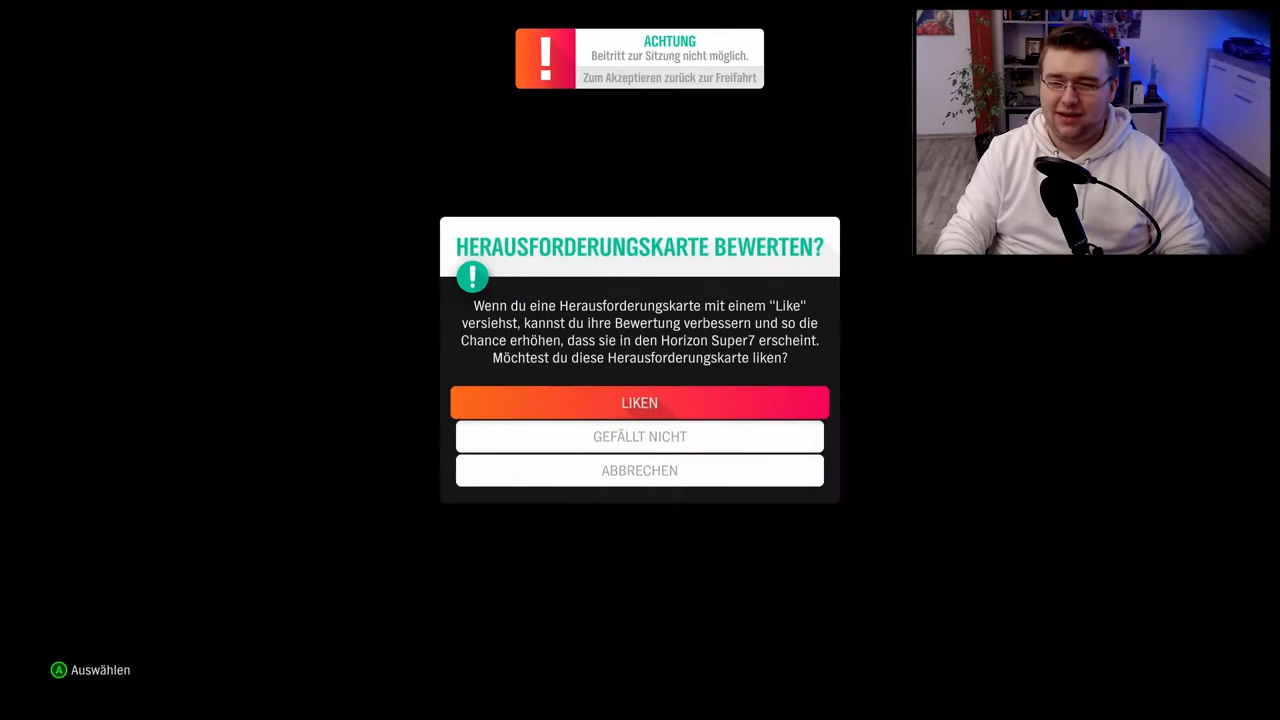 ACHTUNG
Beitritt zur Sitzung nicht möglich.
Zum Akzeptieren zurück zur Freifahrt
HERAUSFORDERUNGSKARTE BEWERTEN?
Wenn du eine Herausforderungskarte mit einem "Like"
versiehst, kannst du ihre Bewertung verbessern und so die
Chance erhöhen, dass sie in den Horizon Super7 erscheint.
Möchtest du diese Herausforderungskarte liken?
LIKEN
GEFÄLLT NICHT
ABBRECHEN
A Auswählen